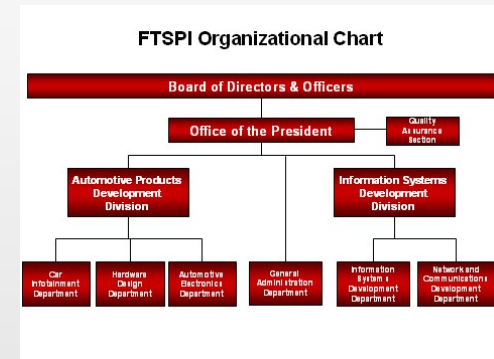 FTSPI Organizational Chart
Board of Directors & Officers
Office of the President
Quality
Assurance
Section
Automotive Products
Development
Division
Information Systems
Development
Division
Car
Infotainment
Department
Hardware
Design
Department
Automotive
Electronics
Department
General
Administration
Department
Information
Systems
Development
Department
Network and
Communications
Development
Department